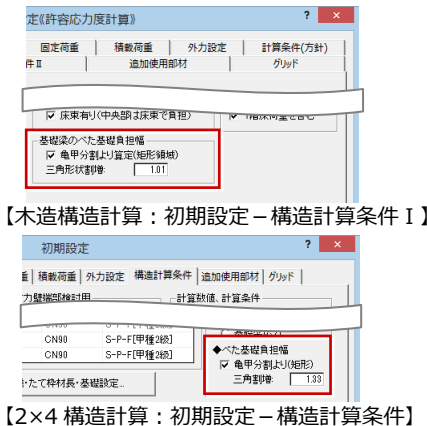 定《許容応力度計算》
?
×
固定荷重
積載荷重
外力設定
計算条件(方針)
件Ⅱ
追加使用部材
グリッド
床束有り(中央部は床束で負担)
基礎梁のべた基礎負担幅
亀甲分割より算定(矩形領域)
三角形状割増: 1.01
【木造構造計算:初期設定-構造計算条件Ⅰ】
初期設定
?
×
積載荷重
外力設定
構造計算条件
追加使用部材
グリッド
計算数値、計算条件
CN90 S-P-F[甲種2級]
CN90 S-P-F[甲種2級]
・たて枠材長・基礎設定...
◆べた基礎負担幅
亀甲分割より(矩形)
三角割増: 1.33
【2×4構造計算:初期設定-構造計算条件】